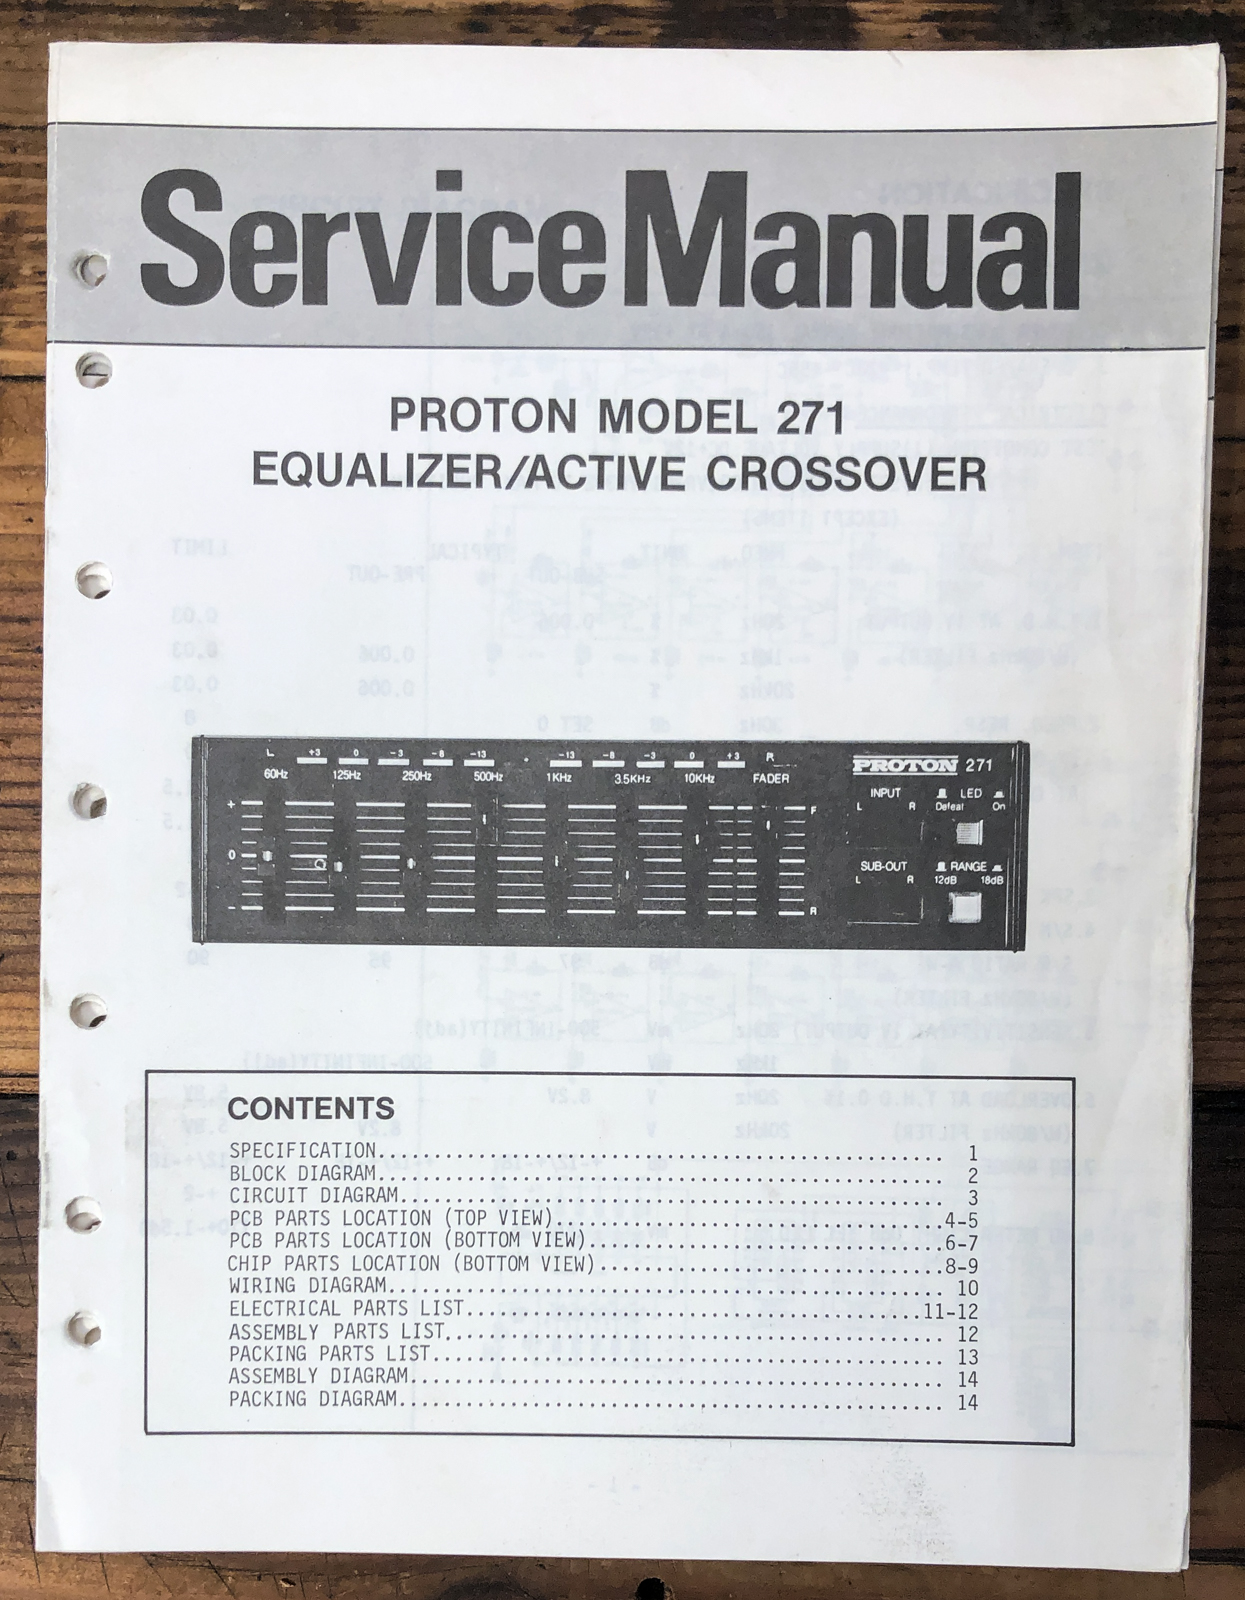 Service Manual
PROTON MODEL 271
EQUALIZER/ACTIVE CROSSOVER
L +3 0 -3 -8 -13 -13 -8 -3 0 +3 R
60Hz 125Hz 250Hz 500Hz 1KHz 3.5KHz 10KHz FADER
PROTON 271
INPUT LED
L R Defeat On
+ F
0
SUB-OUT RANGE
L R 12dB 18dB
- R
CONTENTS
SPECIFICATION 1
BLOCK DIAGRAM 2
CIRCUIT DIAGRAM 3
PCB PARTS LOCATION (TOP VIEW) 4-5
PCB PARTS LOCATION (BOTTOM VIEW) 6-7
CHIP PARTS LOCATION (BOTTOM VIEW) 8-9
WIRING DIAGRAM 10
ELECTRICAL PARTS LIST 11-12
ASSEMBLY PARTS LIST 12
PACKING PARTS LIST 13
ASSEMBLY DIAGRAM 14
PACKING DIAGRAM 14